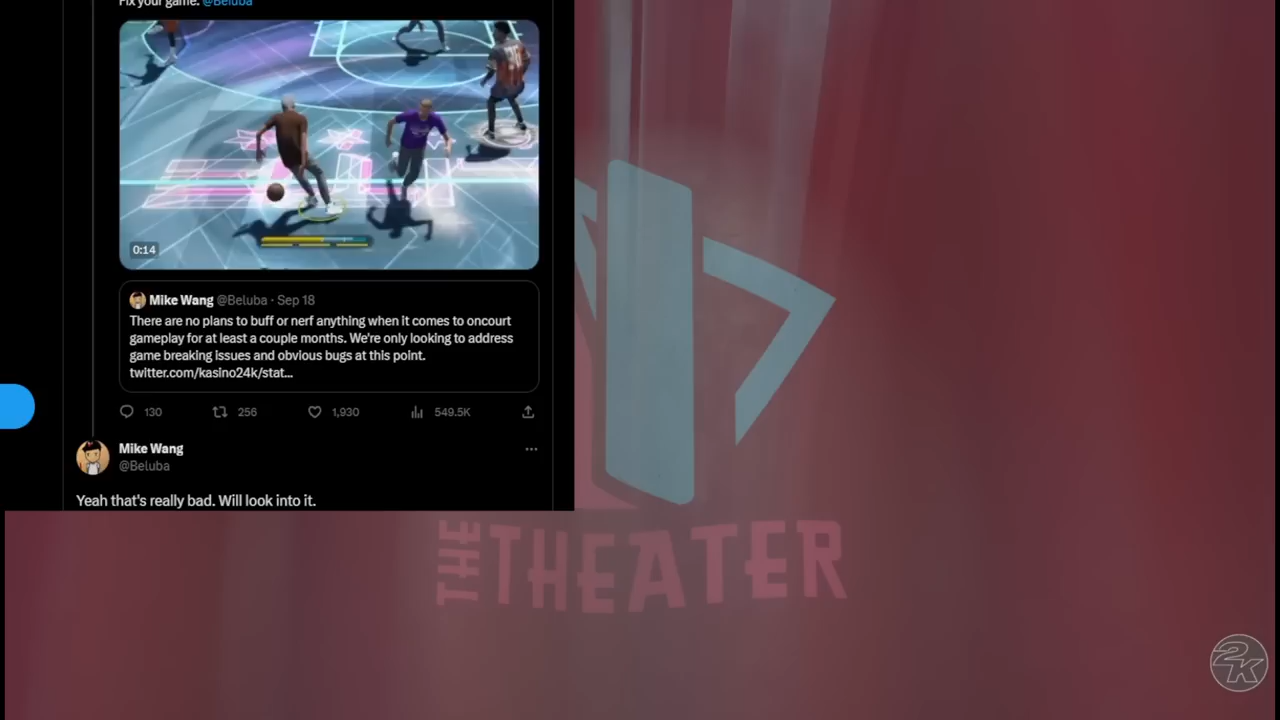 Fix your game. @Beluba
0:14
Mike Wang @Beluba · Sep 18
There are no plans to buff or nerf anything when it comes to oncourt
gameplay for at least a couple months. We're only looking to address
game breaking issues and obvious bugs at this point.
twitter.com/kasino24k/stat...
130 256 1,930 549.5K
Mike Wang
@Beluba
Yeah that's really bad. Will look into it.
THE THEATER
2K